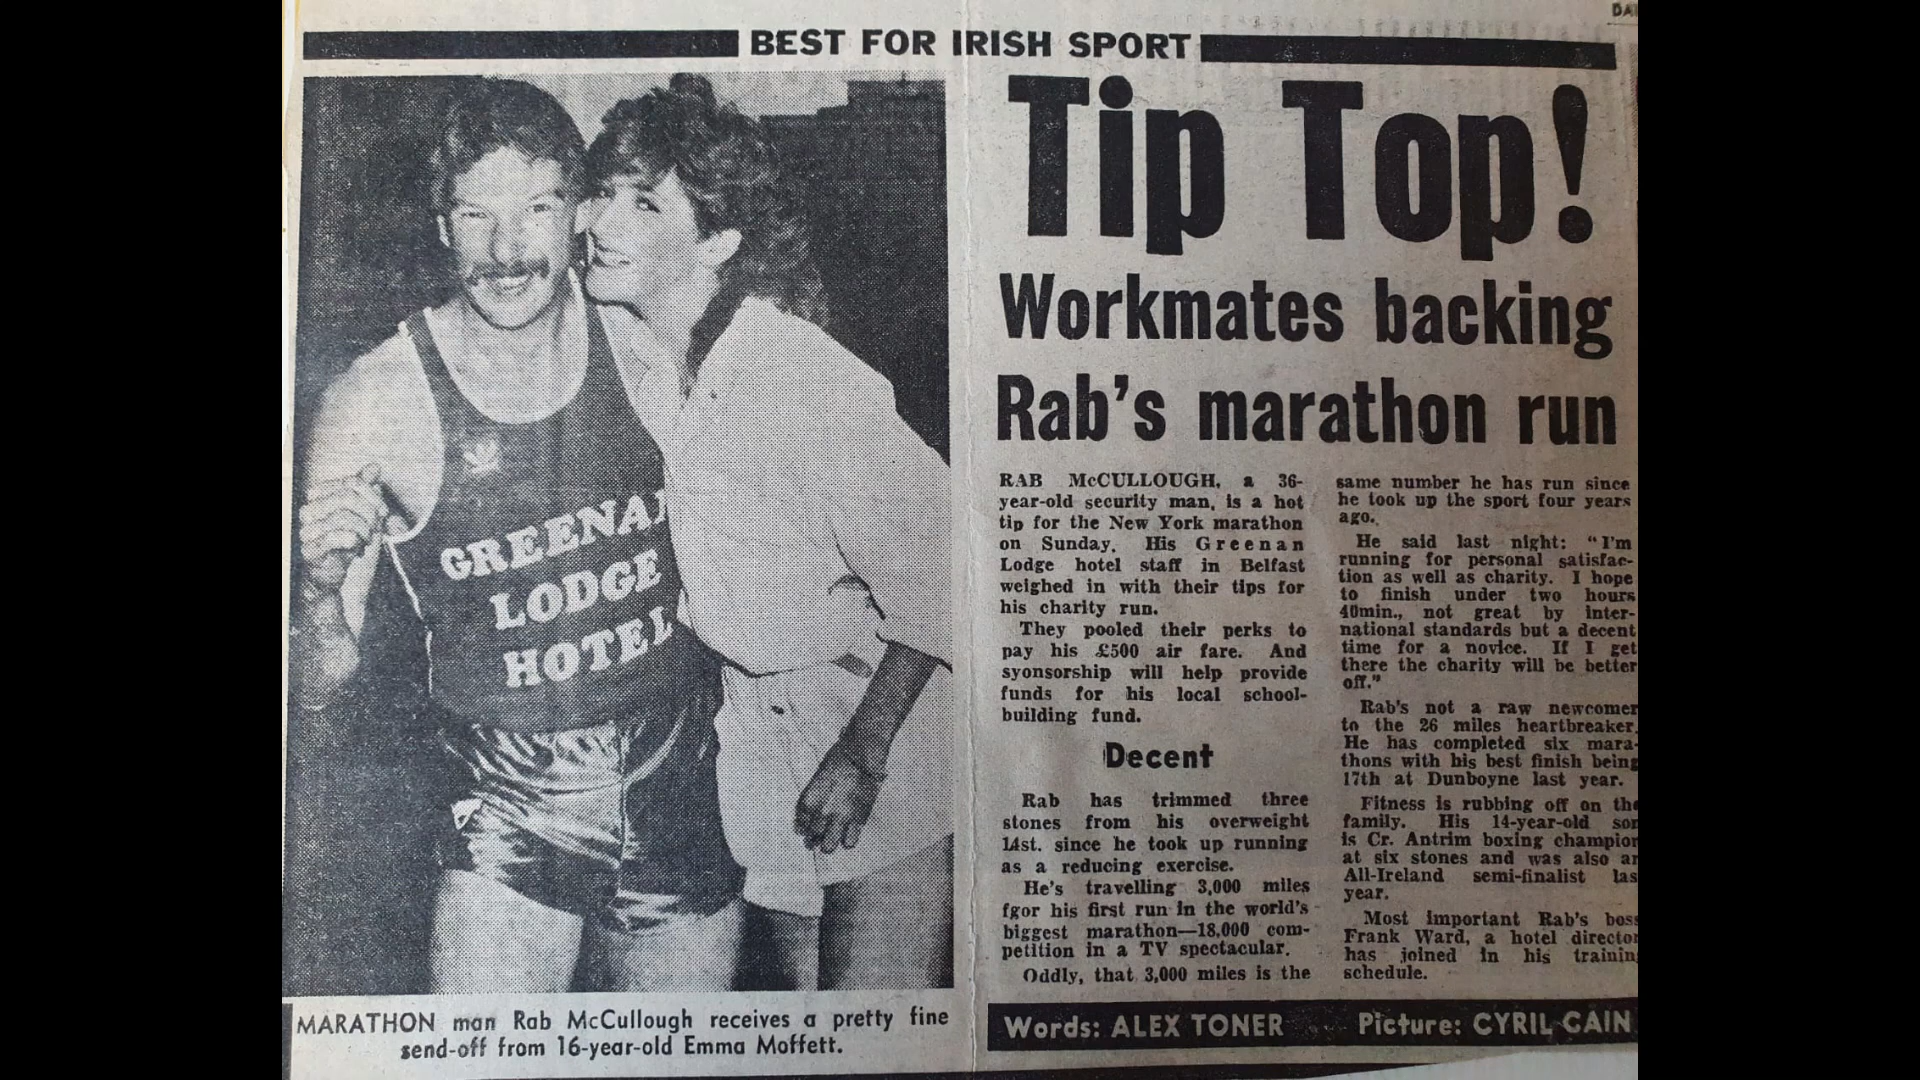 DAI
BEST FOR IRISH SPORT
GREENAN
LODGE
HOTEL
MARATHON man Rab McCullough receives a pretty fine
send-off from 16-year-old Emma Moffett.
Tip Top!
Workmates backing
Rab's marathon run
RAB McCULLOUGH, a 36-
year-old security man, is a hot
tip for the New York marathon
on Sunday. His Greenan
Lodge hotel staff in Belfast
weighed in with their tips for
his charity run.
They pooled their perks to
pay his £500 air fare. And
syonsorship will help provide
funds for his local school-
building fund.
Decent
Rab has trimmed three
stones from his overweight
14st. since he took up running
as a reducing exercise.
He's travelling 3,000 miles
fgor his first run in the world's
biggest marathon—18,000 com-
petition in a TV spectacular.
Oddly, that 3,000 miles is the
same number he has run since
he took up the sport four years
ago.
He said last night: "I'm
running for personal satisfac-
tion as well as charity. I hope
to finish under two hours
40min., not great by inter-
national standards but a decent
time for a novice. If I get
there the charity will be better
off."
Rab's not a raw newcomer
to the 26 miles heartbreaker.
He has completed six mara-
thons with his best finish being
17th at Dunboyne last year.
Fitness is rubbing off on the
family. His 14-year-old son
is Cr. Antrim boxing champion
at six stones and was also an
All-Ireland semi-finalist las
year.
Most important Rab's boss
Frank Ward, a hotel director
has joined in his training
schedule.
Words: ALEX TONER Picture: CYRIL CAIN